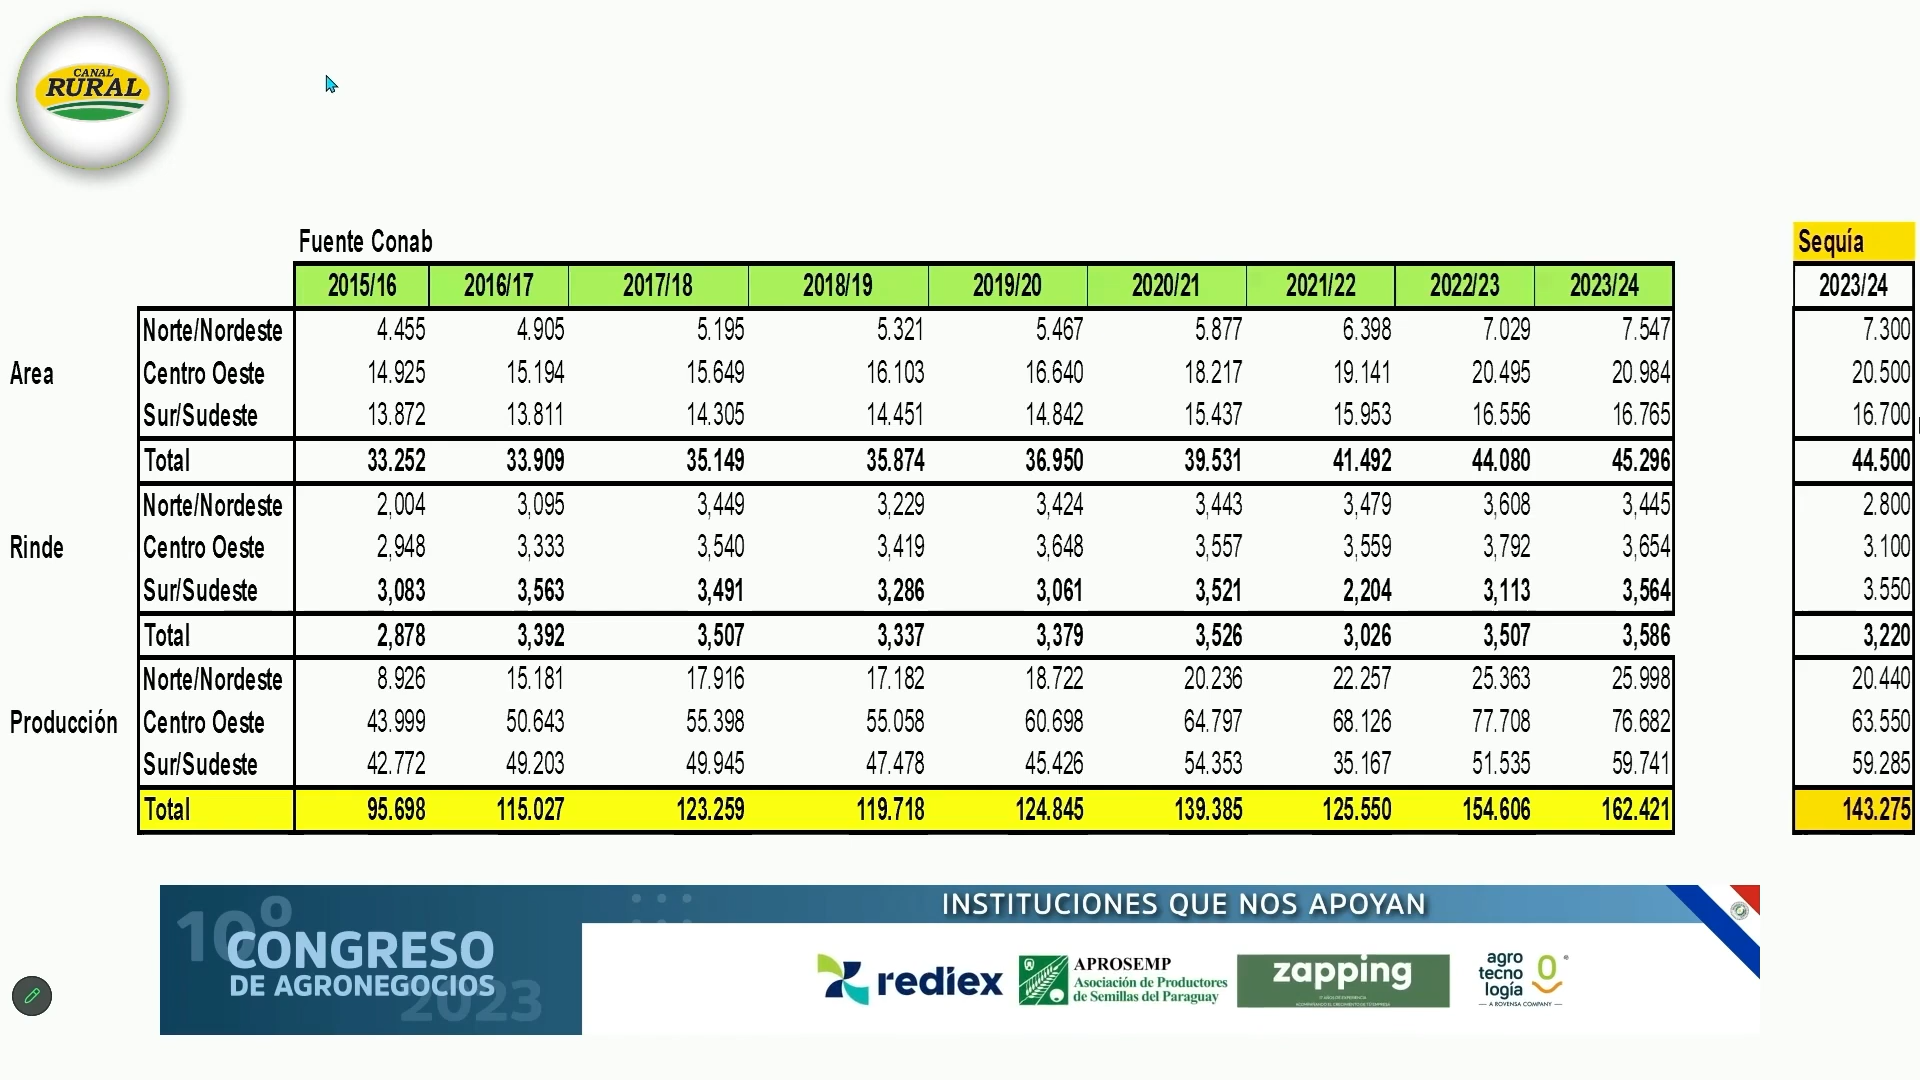 CANAL
RURAL
Fuente Conab Sequía
2015/16 2016/17 2017/18 2018/19 2019/20 2020/21 2021/22 2022/23 2023/24 2023/24
Norte/Nordeste 4.455 4.905 5.195 5.321 5.467 5.877 6.398 7.029 7.547 7.300
Area Centro Oeste 14.925 15.194 15.649 16.103 16.640 18.217 19.141 20.495 20.984 20.500
Sur/Sudeste 13.872 13.811 14.305 14.451 14.842 15.437 15.953 16.556 16.765 16.700
Total 33.252 33.909 35.149 35.874 36.950 39.531 41.492 44.080 45.296 44.500
Norte/Nordeste 2,004 3,095 3,449 3,229 3,424 3,443 3,479 3,608 3,445 2.800
Rinde Centro Oeste 2,948 3,333 3,540 3,419 3,648 3,557 3,559 3,792 3,654 3.100
Sur/Sudeste 3,083 3,563 3,491 3,286 3,061 3,521 2,204 3,113 3,564 3.550
Total 2,878 3,392 3,507 3,337 3,379 3,526 3,026 3,507 3,586 3,220
Norte/Nordeste 8.926 15.181 17.916 17.182 18.722 20.236 22.257 25.363 25.998 20.440
Producción Centro Oeste 43.999 50.643 55.398 55.058 60.698 64.797 68.126 77.708 76.682 63.550
Sur/Sudeste 42.772 49.203 49.945 47.478 45.426 54.353 35.167 51.535 59.741 59.285
Total 95.698 115.027 123.259 119.718 124.845 139.385 125.550 154.606 162.421 143.275
INSTITUCIONES QUE NOS APOYAN
10º
CONGRESO
DE AGRONEGOCIOS
2023
rediex
APROSEMP
Asociación de Productores
de Semillas del Paraguay
zapping
agro
tecno
logía
A ROVENSA COMPANY